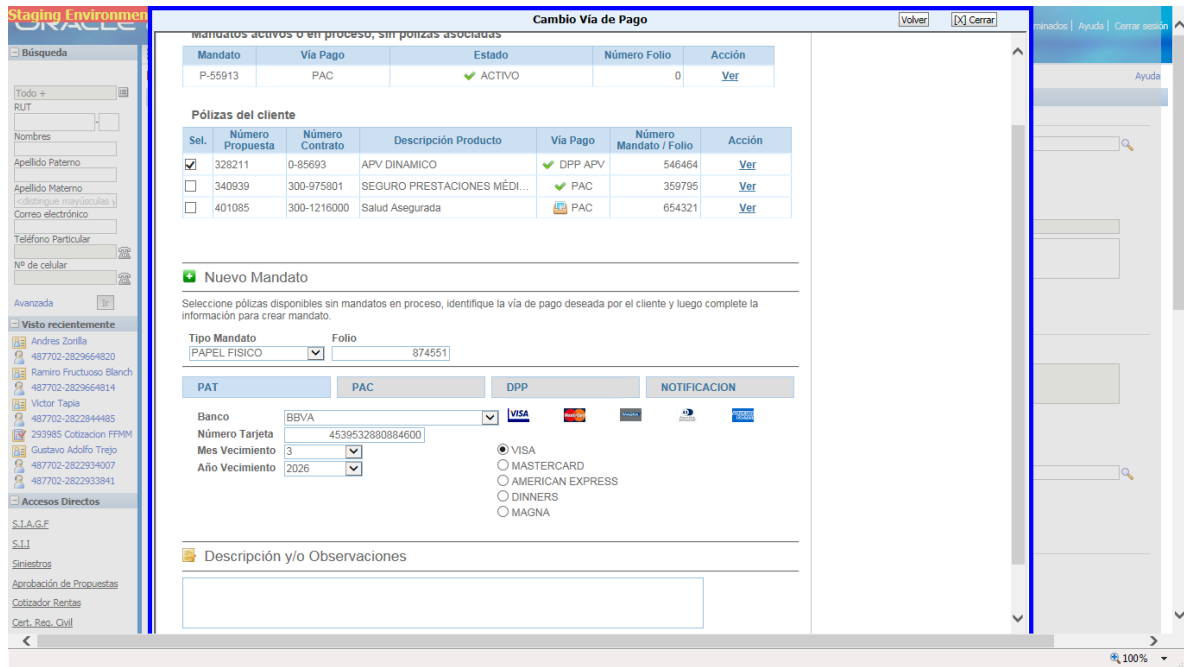 Staging Environmen
ORACLE
Cambio Vía de Pago
Volver
[X] Cerrar
minados | Ayuda | Cerrar sesión
Búsqueda
Ayuda
Todo +
RUT
-
Nombres
Apellido Paterno
Apellido Materno
<distingue mayúsculas y
Correo electrónico
Teléfono Particular
Nº de celular
Avanzada
Ir
Visto recientemente
Andres Zorilla
487702-2829664820
Ramiro Fructuoso Blanch
487702-2829664814
Victor Tapia
487702-2822844485
293985 Cotizacion FFMM
Gustavo Adolfo Trejo
487702-2822934007
487702-2822933841
Accesos Directos
S.I.A.G.F
S.I.I
Siniestros
Aprobación de Propuestas
Cotizador Rentas
Cert. Reg. Civil
Mandatos activos o en proceso, sin pólizas asociadas
Mandato Vía Pago Estado Número Folio Acción
P-55913 PAC ACTIVO 0 Ver
Pólizas del cliente
Sel. Número Propuesta Número Contrato Descripción Producto Vía Pago Número Mandato / Folio Acción
328211 0-85693 APV DINAMICO DPP APV 546464 Ver
340939 300-975801 SEGURO PRESTACIONES MÉDI... PAC 359795 Ver
401085 300-1216000 Salud Asegurada PAC 654321 Ver
Nuevo Mandato
Seleccione pólizas disponibles sin mandatos en proceso, identifique la vía de pago deseada por el cliente y luego complete la
información para crear mandato.
Tipo Mandato Folio
PAPEL FISICO 874551
PAT PAC DPP NOTIFICACION
Banco BBVA VISA
Número Tarjeta 4539532880884600
Mes Vecimiento 3
Año Vecimiento 2026
VISA
MASTERCARD
AMERICAN EXPRESS
DINNERS
MAGNA
Descripción y/o Observaciones
100%